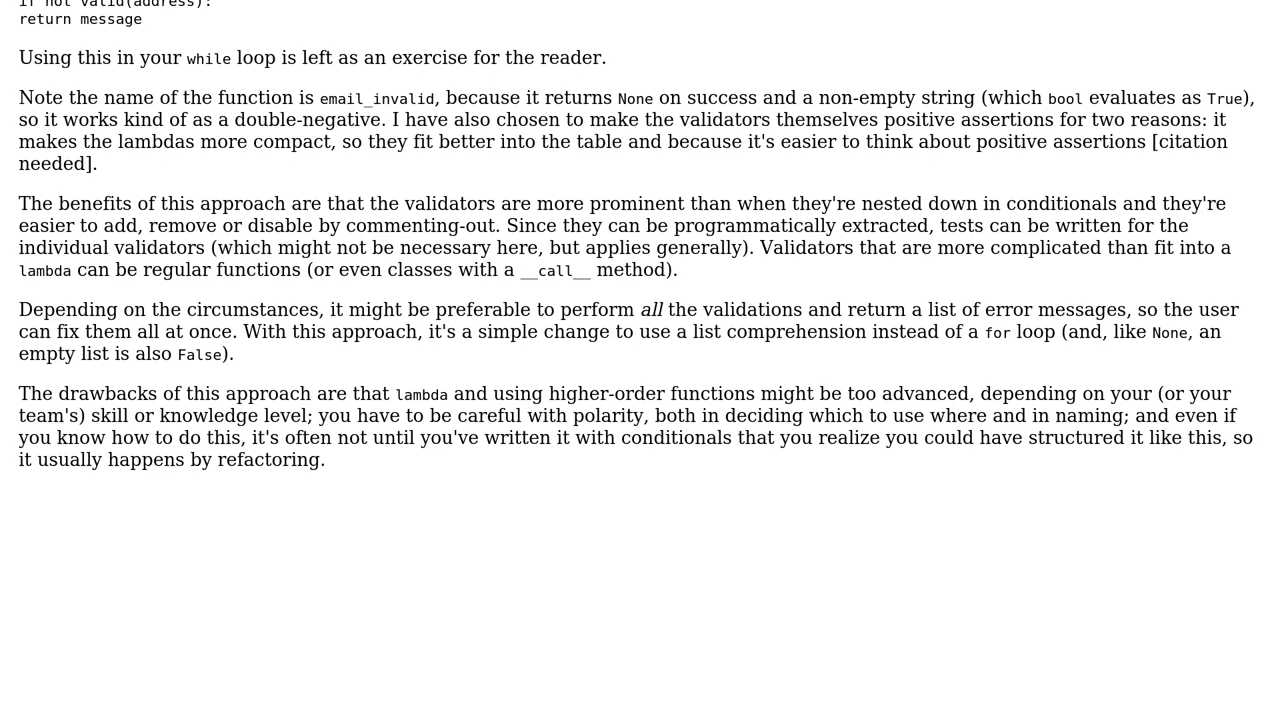 if not valid(address):
return message
Using this in your while loop is left as an exercise for the reader.
Note the name of the function is email_invalid, because it returns None on success and a non-empty string (which bool evaluates as True),
so it works kind of as a double-negative. I have also chosen to make the validators themselves positive assertions for two reasons: it
makes the lambdas more compact, so they fit better into the table and because it's easier to think about positive assertions [citation
needed].
The benefits of this approach are that the validators are more prominent than when they're nested down in conditionals and they're
easier to add, remove or disable by commenting-out. Since they can be programmatically extracted, tests can be written for the
individual validators (which might not be necessary here, but applies generally). Validators that are more complicated than fit into a
lambda can be regular functions (or even classes with a __call__ method).
Depending on the circumstances, it might be preferable to perform all the validations and return a list of error messages, so the user
can fix them all at once. With this approach, it's a simple change to use a list comprehension instead of a for loop (and, like None, an
empty list is also False).
The drawbacks of this approach are that lambda and using higher-order functions might be too advanced, depending on your (or your
team's) skill or knowledge level; you have to be careful with polarity, both in deciding which to use where and in naming; and even if
you know how to do this, it's often not until you've written it with conditionals that you realize you could have structured it like this, so
it usually happens by refactoring.